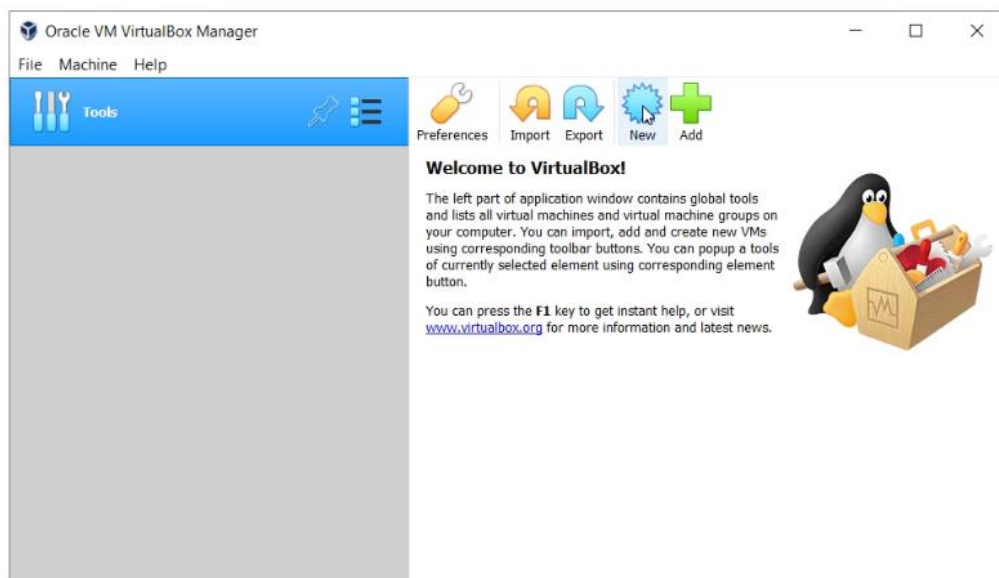 Oracle VM VirtualBox Manager
File Machine Help
Tools
Preferences Import Export New Add
Welcome to VirtualBox!
The left part of application window contains global tools
and lists all virtual machines and virtual machine groups on
your computer. You can import, add and create new VMs
using corresponding toolbar buttons. You can popup a tools
of currently selected element using corresponding element
button.
You can press the F1 key to get instant help, or visit
www.virtualbox.org for more information and latest news.